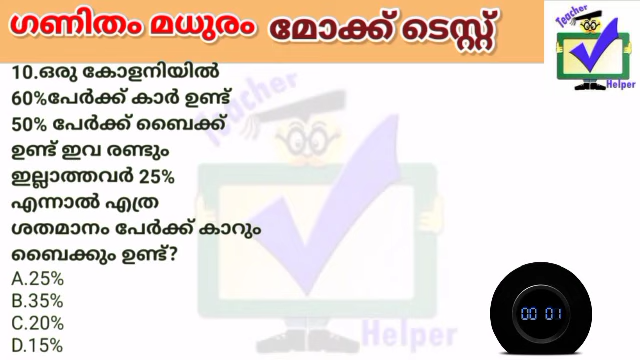 ഗണിതം മധുരം മോക്ക് ടെസ്റ്റ്
Teacher
Helper
10.ഒരു കോളനിയിൽ
60%പേർക്ക് കാർ ഉണ്ട്
50% പേർക്ക് ബൈക്ക്
ഉണ്ട് ഇവ രണ്ടും
ഇല്ലാത്തവർ 25%
എന്നാൽ എത്ര
ശതമാനം പേർക്ക് കാറും
ബൈക്കും ഉണ്ട്?
A.25%
B.35%
C.20%
D.15%
Teacher
Helper
00 01